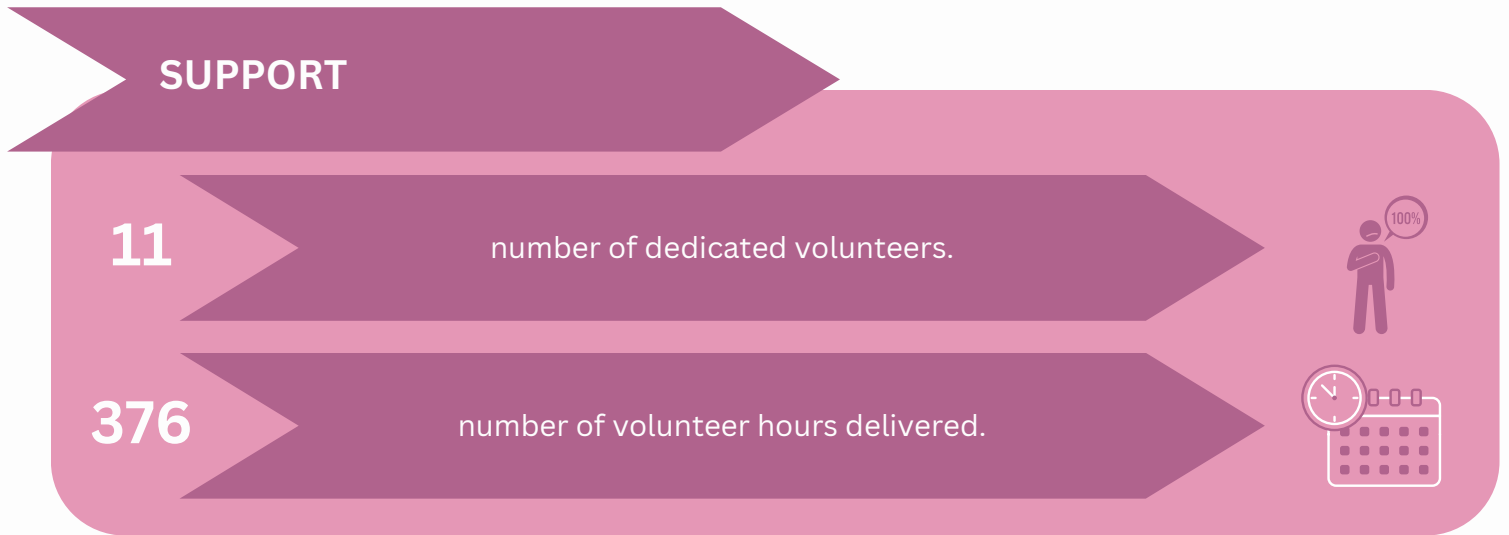 SUPPORT
11
number of dedicated volunteers.
100%
376
number of volunteer hours delivered.